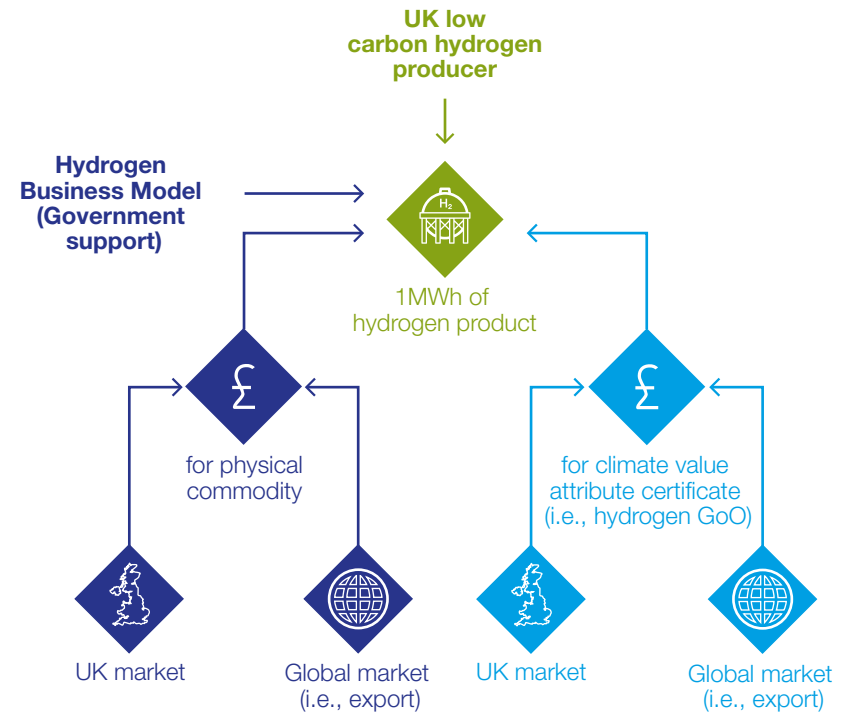 UK low
carbon hydrogen
producer
Hydrogen
Business Model
(Government
support)
H₂
1MWh of
hydrogen product
£
£
for physical
commodity
for climate value
attribute certificate
(i.e., hydrogen GoO)
UK market
Global market
(i.e., export)
UK market
Global market
(i.e., export)